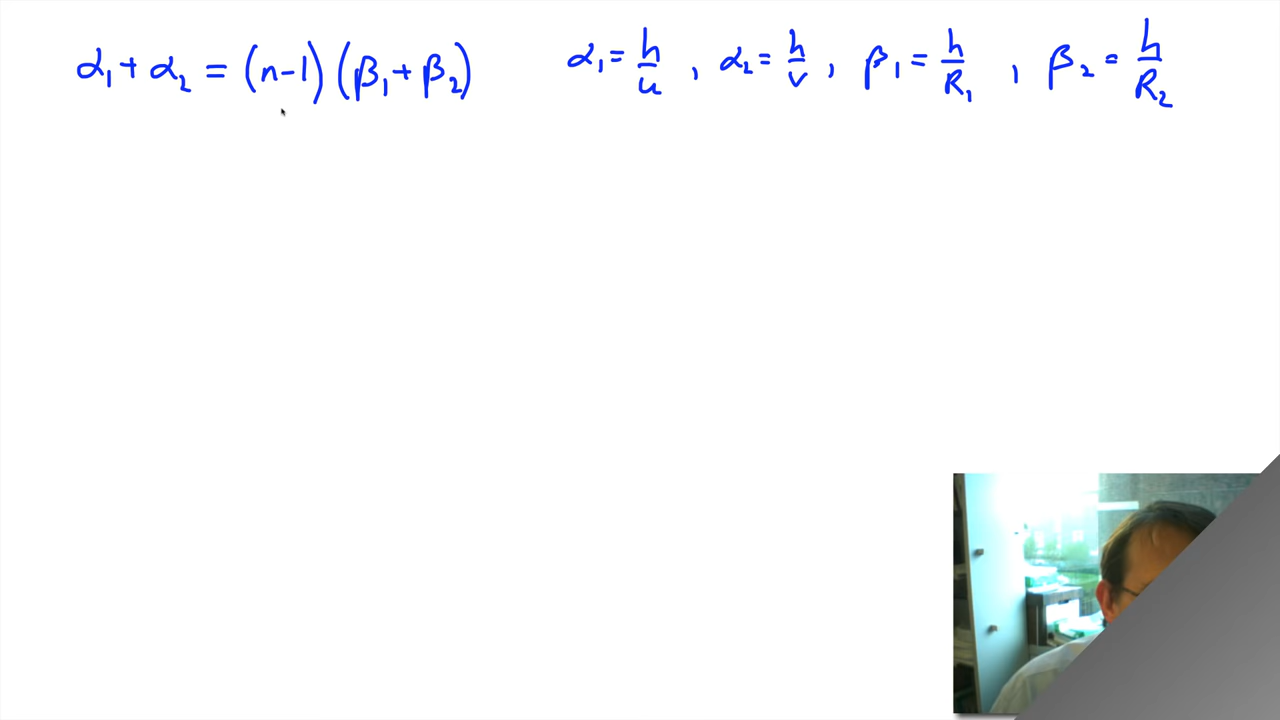 α₁ + α₂ = (n-1)(β₁ + β₂) α₁ = h/u , α₂ = h/v , β₁ = h/R₁ , β₂ = h/R₂